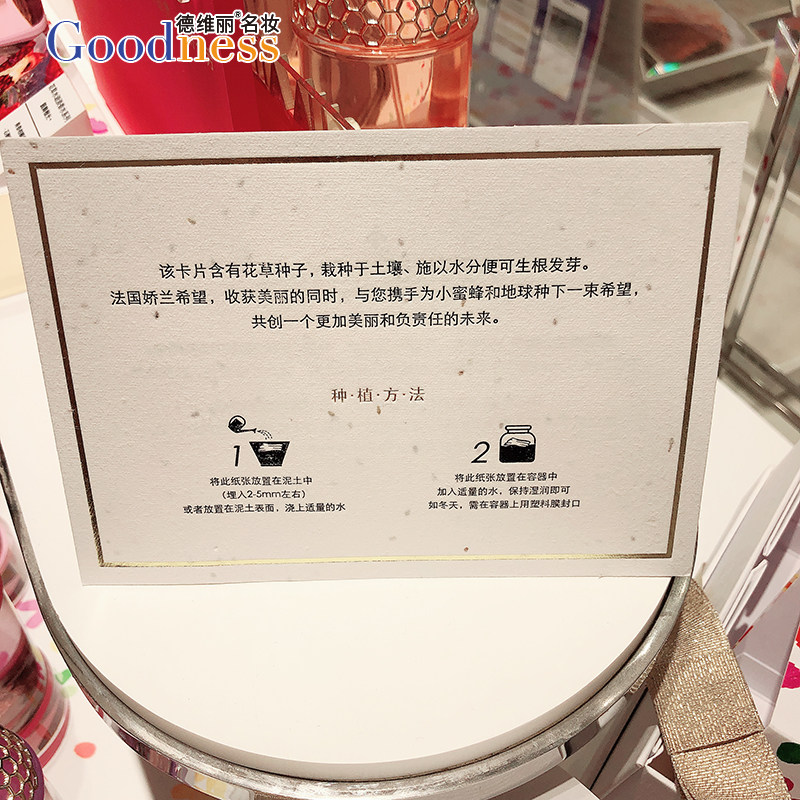 德维丽®名妆
Goodness
该卡片含有花草种子，栽种于土壤、施以水分便可生根发芽。
法国娇兰希望，收获美丽的同时，与您携手为小蜜蜂和地球种下一束希望，
共创一个更加美丽和负责任的未来。
种·植·方·法
1
将此纸张放置在泥土中
(埋入2-5mm左右)
或者放置在泥土表面，浇上适量的水
2
将此纸张放置在容器中
加入适量的水，保持湿润即可
如冬天，需在容器上用塑料膜封口